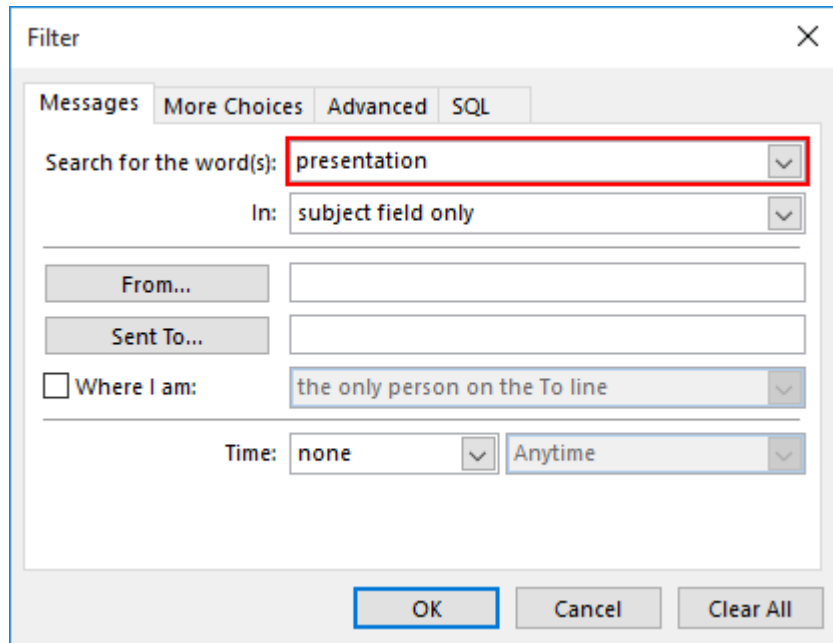 Filter
Messages More Choices Advanced SQL
Search for the word(s): presentation
In: subject field only
From...
Sent To...
Where I am: the only person on the To line
Time: none Anytime
OK Cancel Clear All